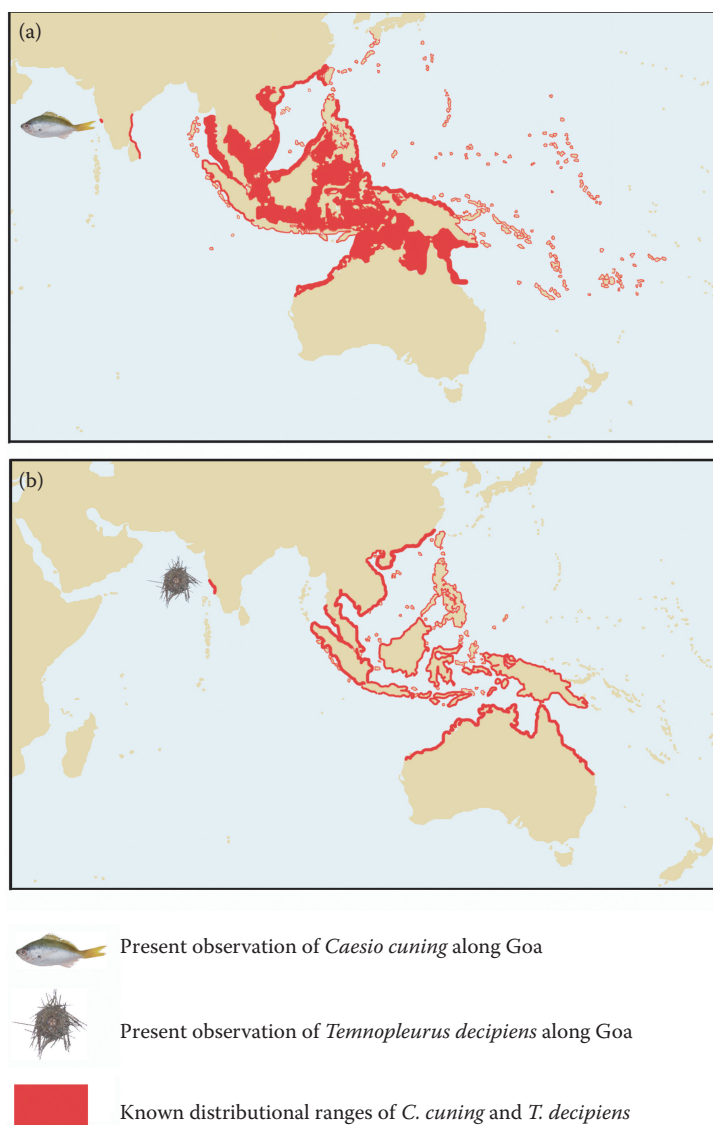 (a)
(b)
Present observation of Caesio cuning along Goa
Present observation of Temnopleurus decipiens along Goa
Known distributional ranges of C. cuning and T. decipiens